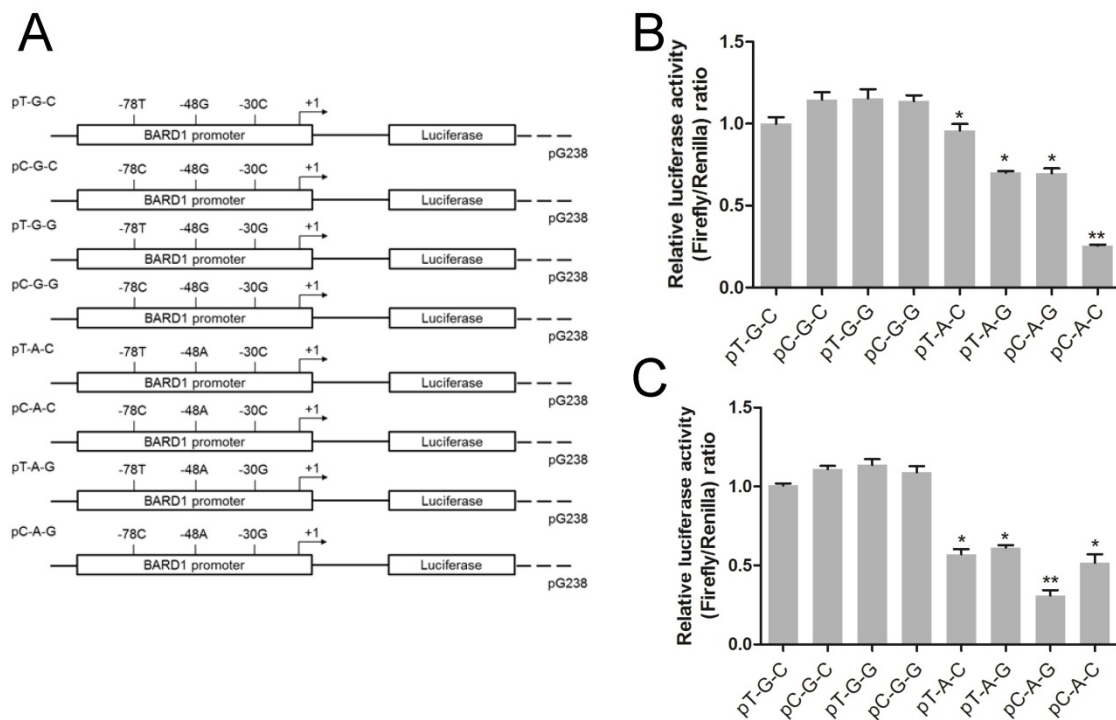 A
pT-G-C
-78T -48G -30C +1
BARD1 promoter Luciferase
pG238
pC-G-C
-78C -48G -30C +1
BARD1 promoter Luciferase
pG238
pT-G-G
-78T -48G -30G +1
BARD1 promoter Luciferase
pG238
pC-G-G
-78C -48G -30G +1
BARD1 promoter Luciferase
pG238
pT-A-C
-78T -48A -30C +1
BARD1 promoter Luciferase
pG238
pC-A-C
-78C -48A -30C +1
BARD1 promoter Luciferase
pG238
pT-A-G
-78T -48A -30G +1
BARD1 promoter Luciferase
pG238
pC-A-G
-78C -48A -30G +1
BARD1 promoter Luciferase
pG238
B
Relative luciferase activity
(Firefly/Renilla) ratio
1.5
1.0
0.5
0.0
* * * **
pT-G-C pC-G-C pT-G-G pC-G-G pT-A-C pT-A-G pC-A-G pC-A-C
C
Relative luciferase activity
(Firefly/Renilla) ratio
1.5
1.0
0.5
0.0
* * ** *
pT-G-C pC-G-C pT-G-G pC-G-G pT-A-C pT-A-G pC-A-G pC-A-C